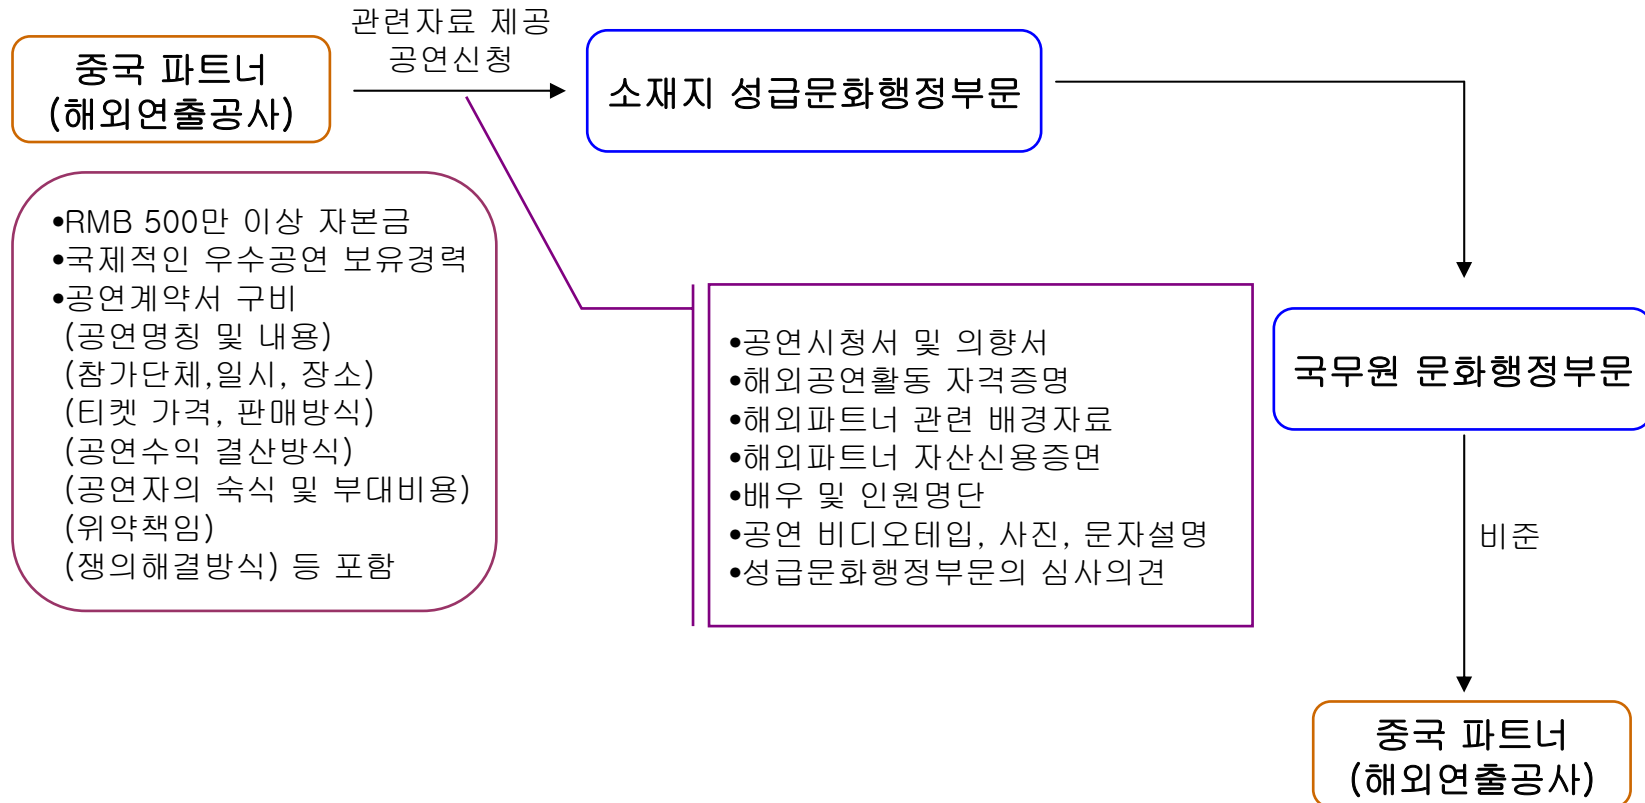 관련자료 제공
공연신청
중국 파트너
(해외연출공사)
소재지 성급문화행정부문
•RMB 500만 이상 자본금
•국제적인 우수공연 보유경력
•공연계약서 구비
(공연명칭 및 내용)
(참가단체,일시, 장소)
(티켓 가격, 판매방식)
(공연수익 결산방식)
(공연자의 숙식 및 부대비용)
(위약책임)
(쟁의해결방식) 등 포함
•공연시청서 및 의향서
•해외공연활동 자격증명
•해외파트너 관련 배경자료
•해외파트너 자산신용증면
•배우 및 인원명단
•공연 비디오테입, 사진, 문자설명
•성급문화행정부문의 심사의견
국무원 문화행정부문
비준
중국 파트너
(해외연출공사)